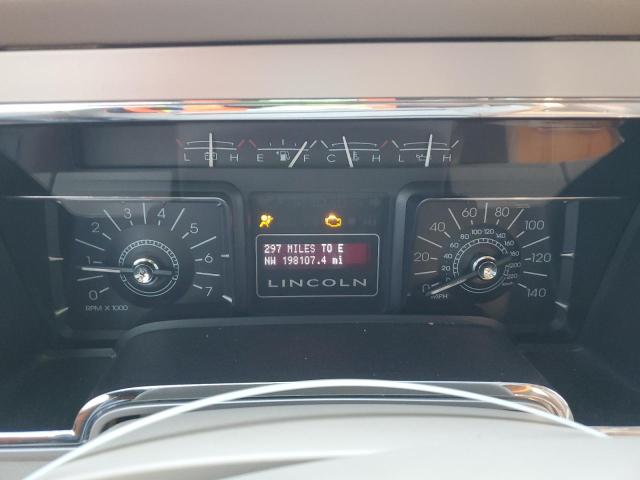 L H E F C H L H
0 1 2 3 4 5 6 7
RPM X 1000
297 MILES TO E
NW 198107.4 mi
LINCOLN
0 20 40 60 80 100 120 140
MPH